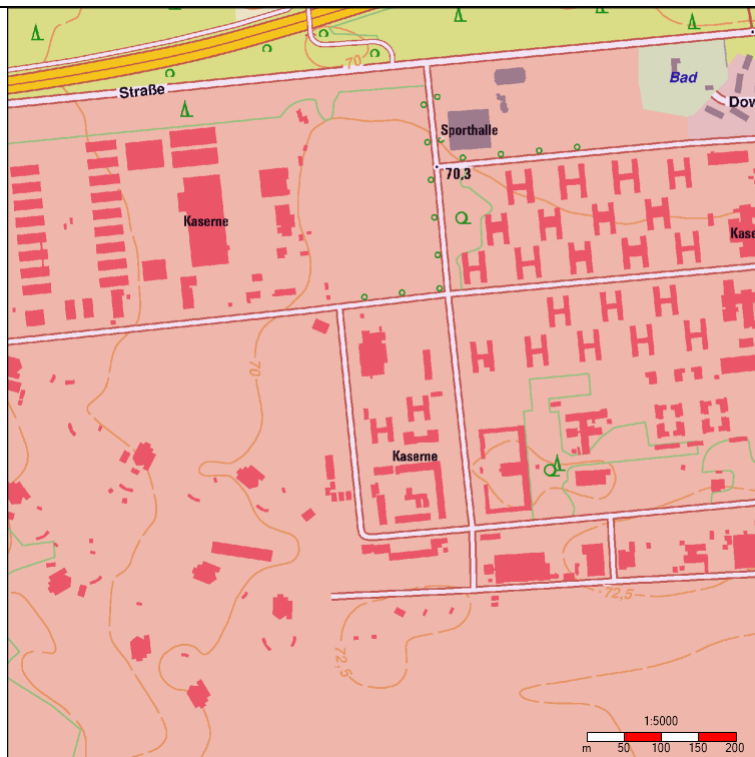 70
Straße
Bad
Dow
Sporthalle
70,3
Kaserne
Kase
70
Kaserne
72,5
72,5
1:5000
m 50 100 150 200